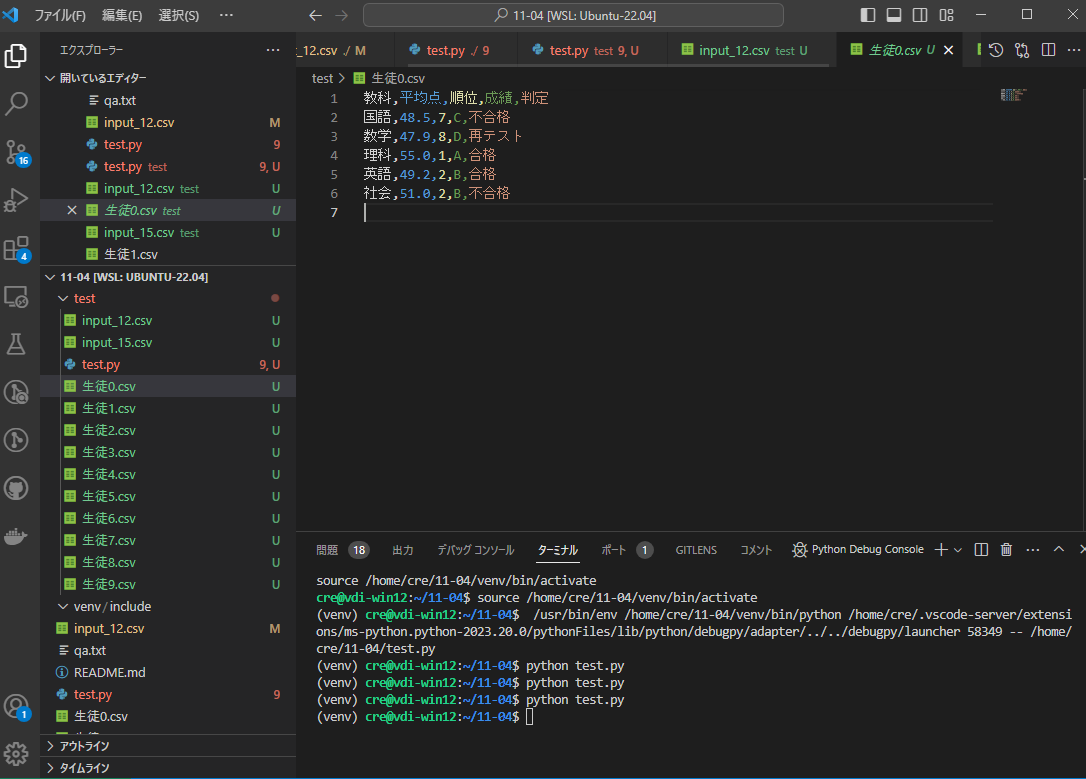 ファイル(F) 編集(E) 選択(S) ··· 11-04 [WSL: Ubuntu-22.04]
エクスプローラー ···
開いているエディター
qa.txt
input_12.csv M
test.py 9
test.py test 9, U
input_12.csv test U
生徒0.csv test U
input_15.csv test U
生徒1.csv
11-04 [WSL: UBUNTU-22.04]
test
input_12.csv U
input_15.csv U
test.py 9, U
生徒0.csv U
生徒1.csv U
生徒2.csv U
生徒3.csv U
生徒4.csv U
生徒5.csv U
生徒6.csv U
生徒7.csv U
生徒8.csv U
生徒9.csv U
venv / include
input_12.csv M
qa.txt
README.md
test.py 9
生徒0.csv
アウトライン
タイムライン
16
4
1
_12.csv ./ M test.py ./ 9 test.py test 9, U input_12.csv test U 生徒0.csv U
test > 生徒0.csv
1 教科,平均点,順位,成績,判定
2 国語,48.5,7,C,不合格
3 数学,47.9,8,D,再テスト
4 理科,55.0,1,A,合格
5 英語,49.2,2,B,合格
6 社会,51.0,2,B,不合格
7
問題 18 出力 デバッグ コンソール ターミナル ポート 1 GITLENS コメント Python Debug Console
source /home/cre/11-04/venv/bin/activate
cre@vdi-win12:~/11-04$ source /home/cre/11-04/venv/bin/activate
(venv) cre@vdi-win12:~/11-04$ /usr/bin/env /home/cre/11-04/venv/bin/python /home/cre/.vscode-server/extensi
ons/ms-python.python-2023.20.0/pythonFiles/lib/python/debugpy/adapter/../../debugpy/launcher 58349 -- /home/
cre/11-04/test.py
(venv) cre@vdi-win12:~/11-04$ python test.py
(venv) cre@vdi-win12:~/11-04$ python test.py
(venv) cre@vdi-win12:~/11-04$ python test.py
(venv) cre@vdi-win12:~/11-04$